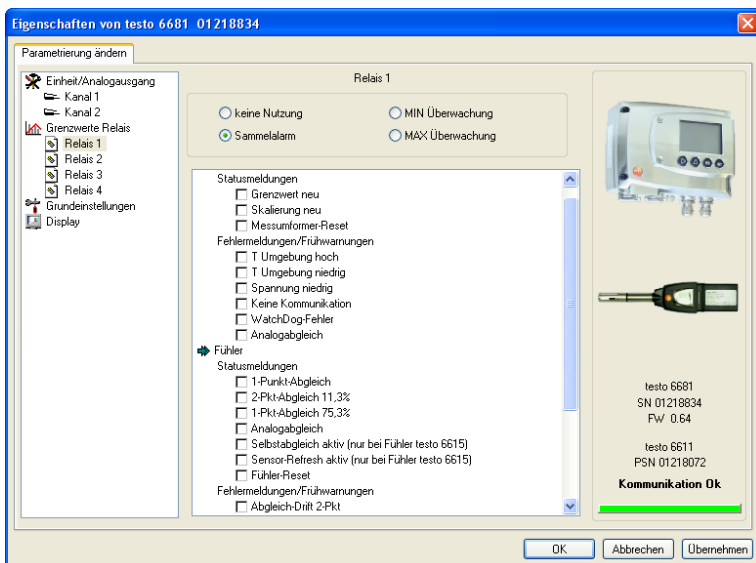 Eigenschaften von testo 6681 01218834
Parametrierung ändern
Einheit/Analogausgang
Kanal 1
Kanal 2
Grenzwerte Relais
Relais 1
Relais 2
Relais 3
Relais 4
Grundeinstellungen
Display
Relais 1
keine Nutzung
MIN Überwachung
Sammelalarm
MAX Überwachung
Statusmeldungen
Grenzwert neu
Skalierung neu
Messumformer-Reset
Fehlermeldungen/Frühwarnungen
T Umgebung hoch
T Umgebung niedrig
Spannung niedrig
Keine Kommunikation
WatchDog-Fehler
Analogabgleich
Fühler
Statusmeldungen
1-Punkt-Abgleich
2-Pkt-Abgleich 11,3%
1-Pkt-Abgleich 75,3%
Analogabgleich
Selbstabgleich aktiv (nur bei Fühler testo 6615)
Sensor-Refresh aktiv (nur bei Fühler testo 6615)
Fühler-Reset
Fehlermeldungen/Frühwarnungen
Abgleich-Drift 2-Pkt
testo 6681
SN 01218834
FW 0.64
testo 6611
PSN 01218072
Kommunikation Ok
OK
Abbrechen
Übernehmen